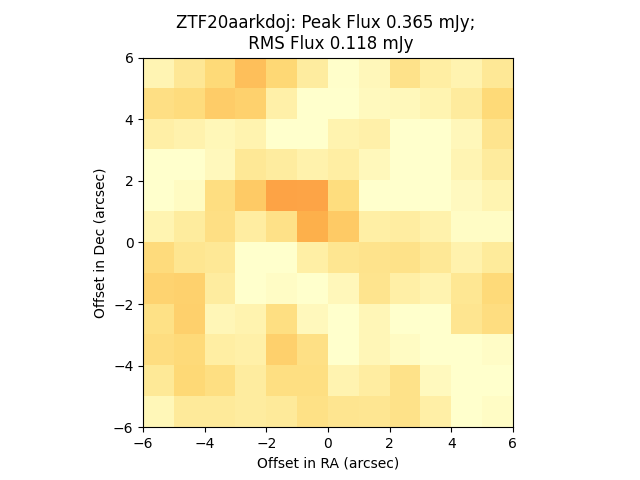 ZTF20aarkdoj: Peak Flux 0.365 mJy;
RMS Flux 0.118 mJy
6
4
2
0
−2
−4
−6
Offset in Dec (arcsec)
−6 −4 −2 0 2 4 6
Offset in RA (arcsec)